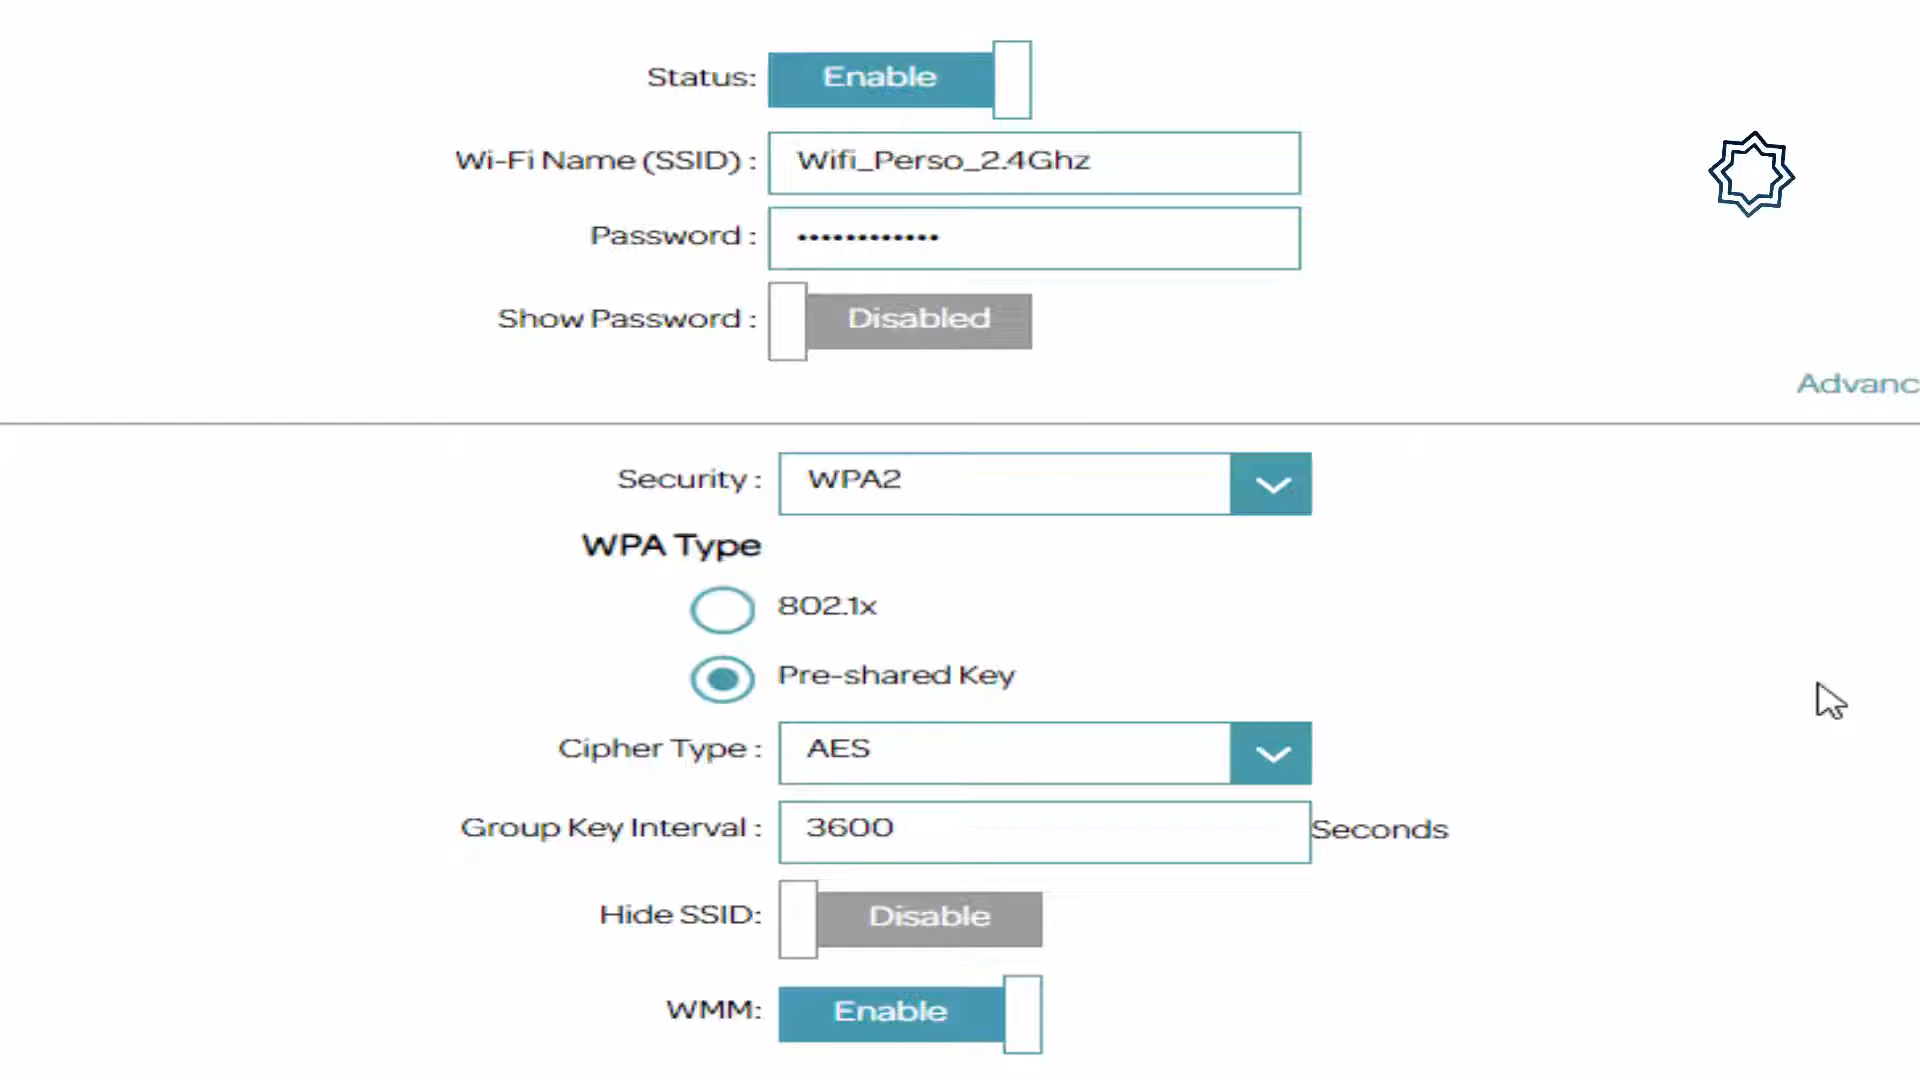 Status: Enable
Wi-Fi Name (SSID) : Wifi_Perso_2.4Ghz
Password : ••••••••••••
Show Password : Disabled
Advanc
Security : WPA2
WPA Type
802.1x
Pre-shared Key
Cipher Type : AES
Group Key Interval : 3600 Seconds
Hide SSID: Disable
WMM: Enable